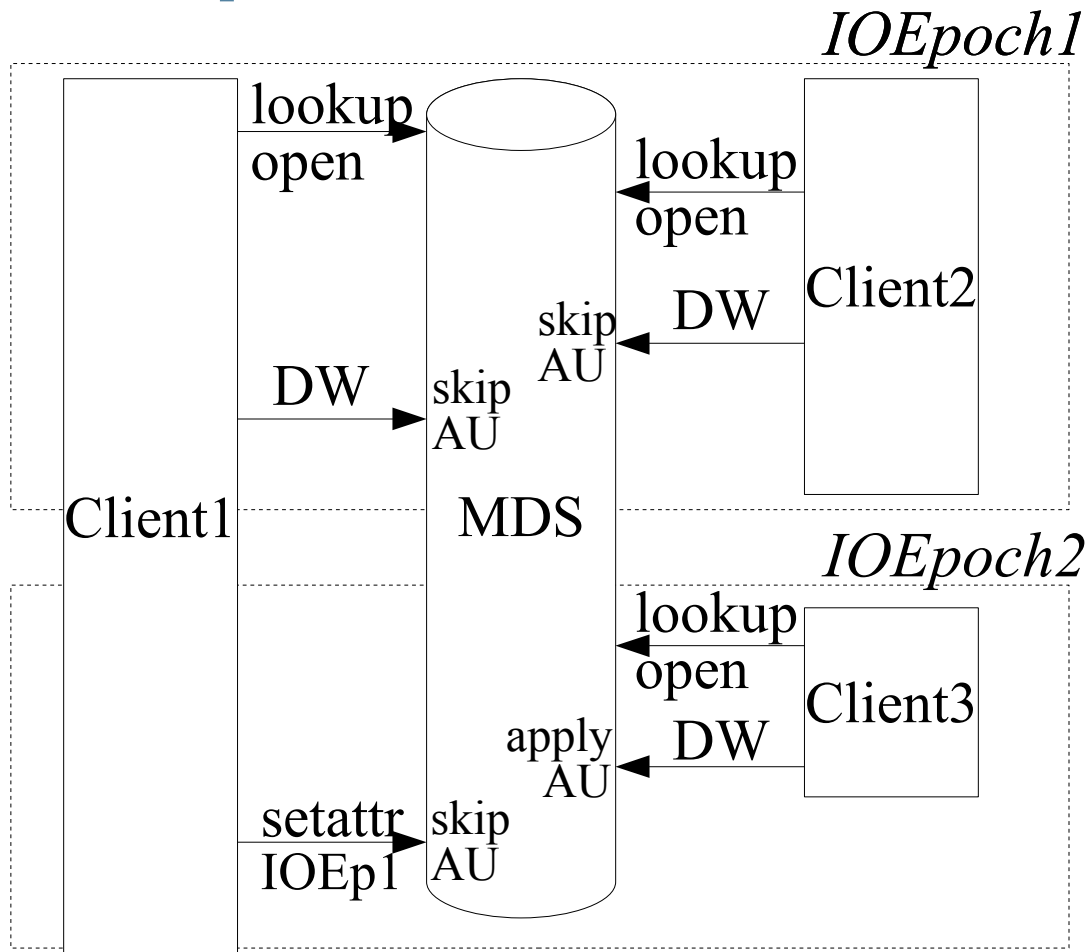 IOEpoch1
lookup
open
lookup
open
Client2
DW
skip
AU
DW
skip
AU
Client1
MDS
IOEpoch2
lookup
open
Client3
DW
apply
AU
setattr
IOEp1
skip
AU